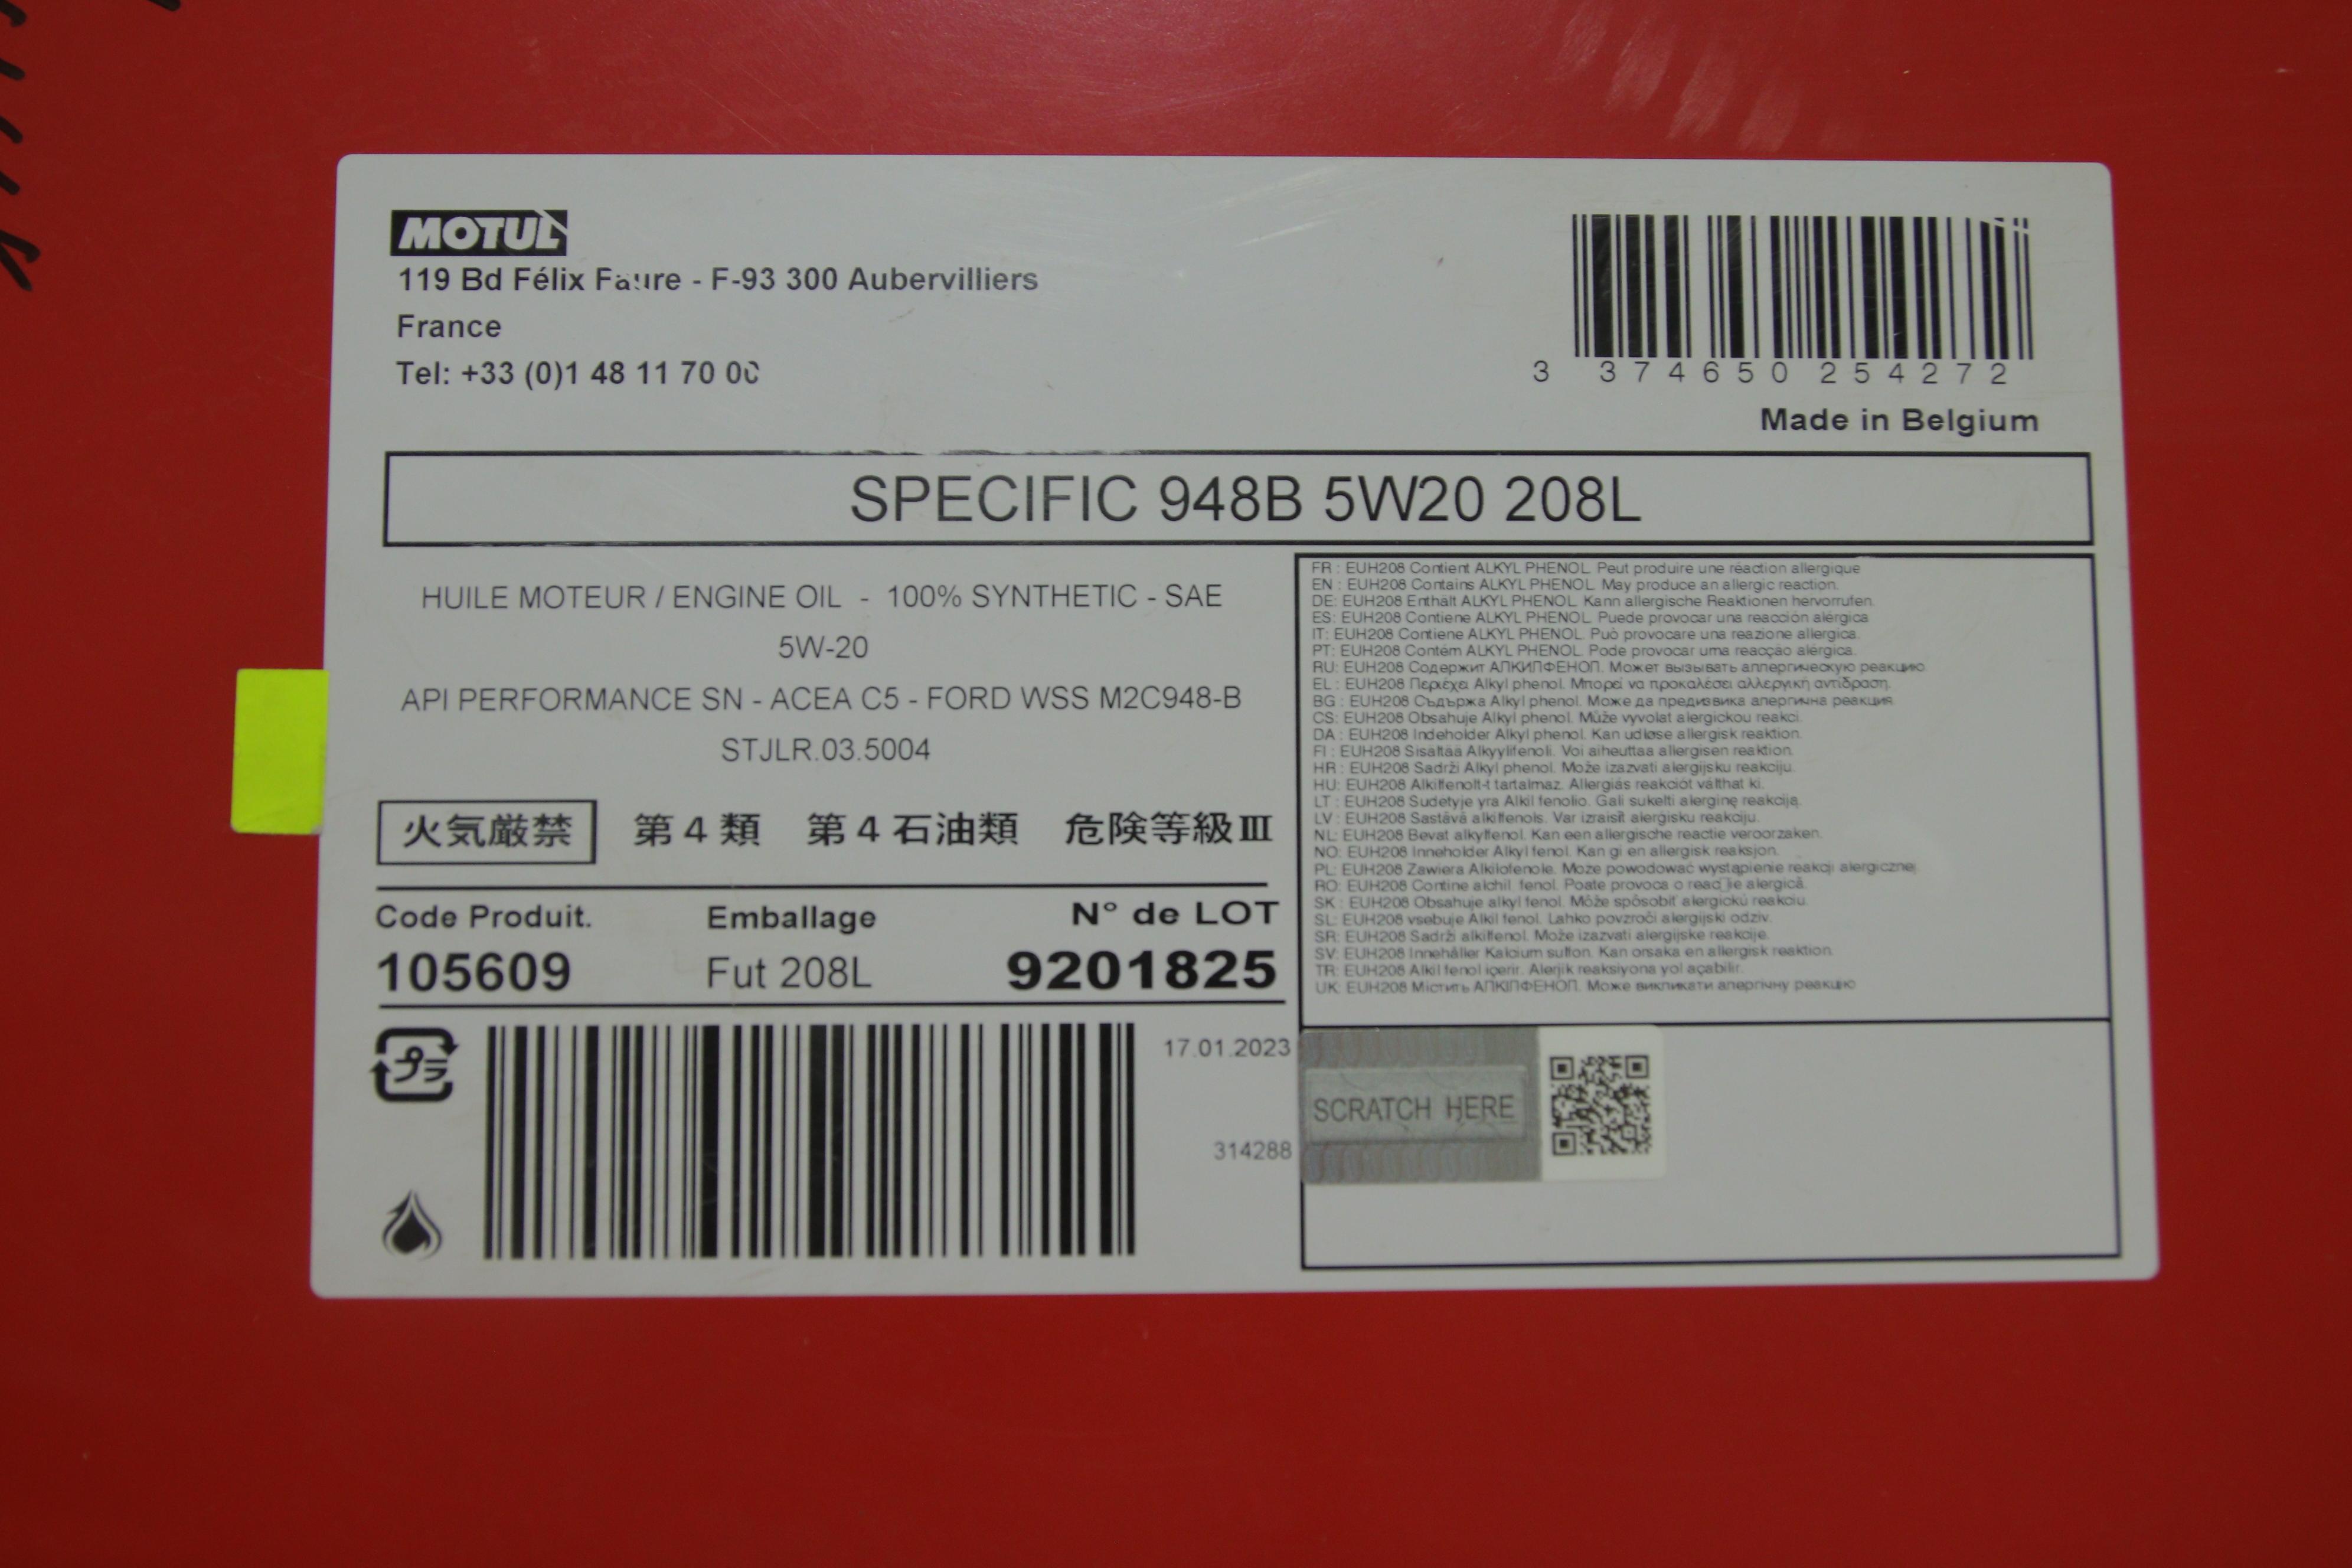 MOTUL
119 Bd Félix Faure - F-93 300 Aubervilliers
France
Tel: +33 (0)1 48 11 70 00
3 374650 254272
Made in Belgium
SPECIFIC 948B 5W20 208L
HUILE MOTEUR / ENGINE OIL - 100% SYNTHETIC - SAE
5W-20
API PERFORMANCE SN - ACEA C5 - FORD WSS M2C948-B
STJLR.03.5004
火気厳禁 第4類 第4石油類 危険等級Ⅲ
Code Produit. Emballage N° de LOT
105609 Fut 208L 9201825
プラ
17.01.2023
314288
FR : EUH208 Contient ALKYL PHENOL. Peut produire une réaction allergique
EN : EUH208 Contains ALKYL PHENOL. May produce an allergic reaction.
DE: EUH208 Enthält ALKYL PHENOL. Kann allergische Reaktionen hervorrufen.
ES: EUH208 Contiene ALKYL PHENOL. Puede provocar una reacción alérgica
IT: EUH208 Contiene ALKYL PHENOL. Può provocare una reazione allergica.
PT: EUH208 Contém ALKYL PHENOL. Pode provocar uma reacção alérgica.
RU: EUH208 Содержит АЛКИЛФЕНОЛ. Может вызывать аллергическую реакцию.
EL : EUH208 Περιέχει Alkyl phenol. Μπορεί να προκαλέσει αλλεργική αντίδραση.
BG : EUH208 Съдържа Alkyl phenol. Може да предизвика алергична реакция.
CS: EUH208 Obsahuje Alkyl phenol. Může vyvolat alergickou reakci.
DA : EUH208 Indeholder Alkyl phenol. Kan udløse allergisk reaktion.
FI : EUH208 Sisältää Alkyylifenoli. Voi aiheuttaa allergisen reaktion.
HR : EUH208 Sadrži Alkyl phenol. Može izazvati alergijsku reakciju.
HU: EUH208 Alkilfenolt-t tartalmaz. Allergiás reakciót válthat ki.
LT : EUH208 Sudėtyje yra Alkil fenolio. Gali sukelti alerginę reakciją.
LV : EUH208 Sastāvā alkilfenols. Var izraisīt alerģisku reakciju.
NL: EUH208 Bevat alkylfenol. Kan een allergische reactie veroorzaken.
NO: EUH208 Inneholder Alkyl fenol. Kan gi en allergisk reaksjon.
PL: EUH208 Zawiera Alkilofenole. Może powodować wystąpienie reakcji alergicznej
RO: EUH208 Contine alchil fenol. Poate provoca o reac□ie alergică.
SK : EUH208 Obsahuje alkyl fenol. Môže spôsobiť alergickú reakciu.
SL: EUH208 vsebuje Alkil fenol. Lahko povzroči alergijski odziv.
SR: EUH208 Sadrži alkilfenol. Može izazvati alergijske reakcije.
SV: EUH208 Innehåller Kalcium sulfon. Kan orsaka en allergisk reaktion.
TR: EUH208 Alkil fenol içerir. Alerjik reaksiyona yol açabilir.
UK: EUH208 Містить АЛКІЛФЕНОЛ. Може викликати алергічну реакцію
SCRATCH HERE